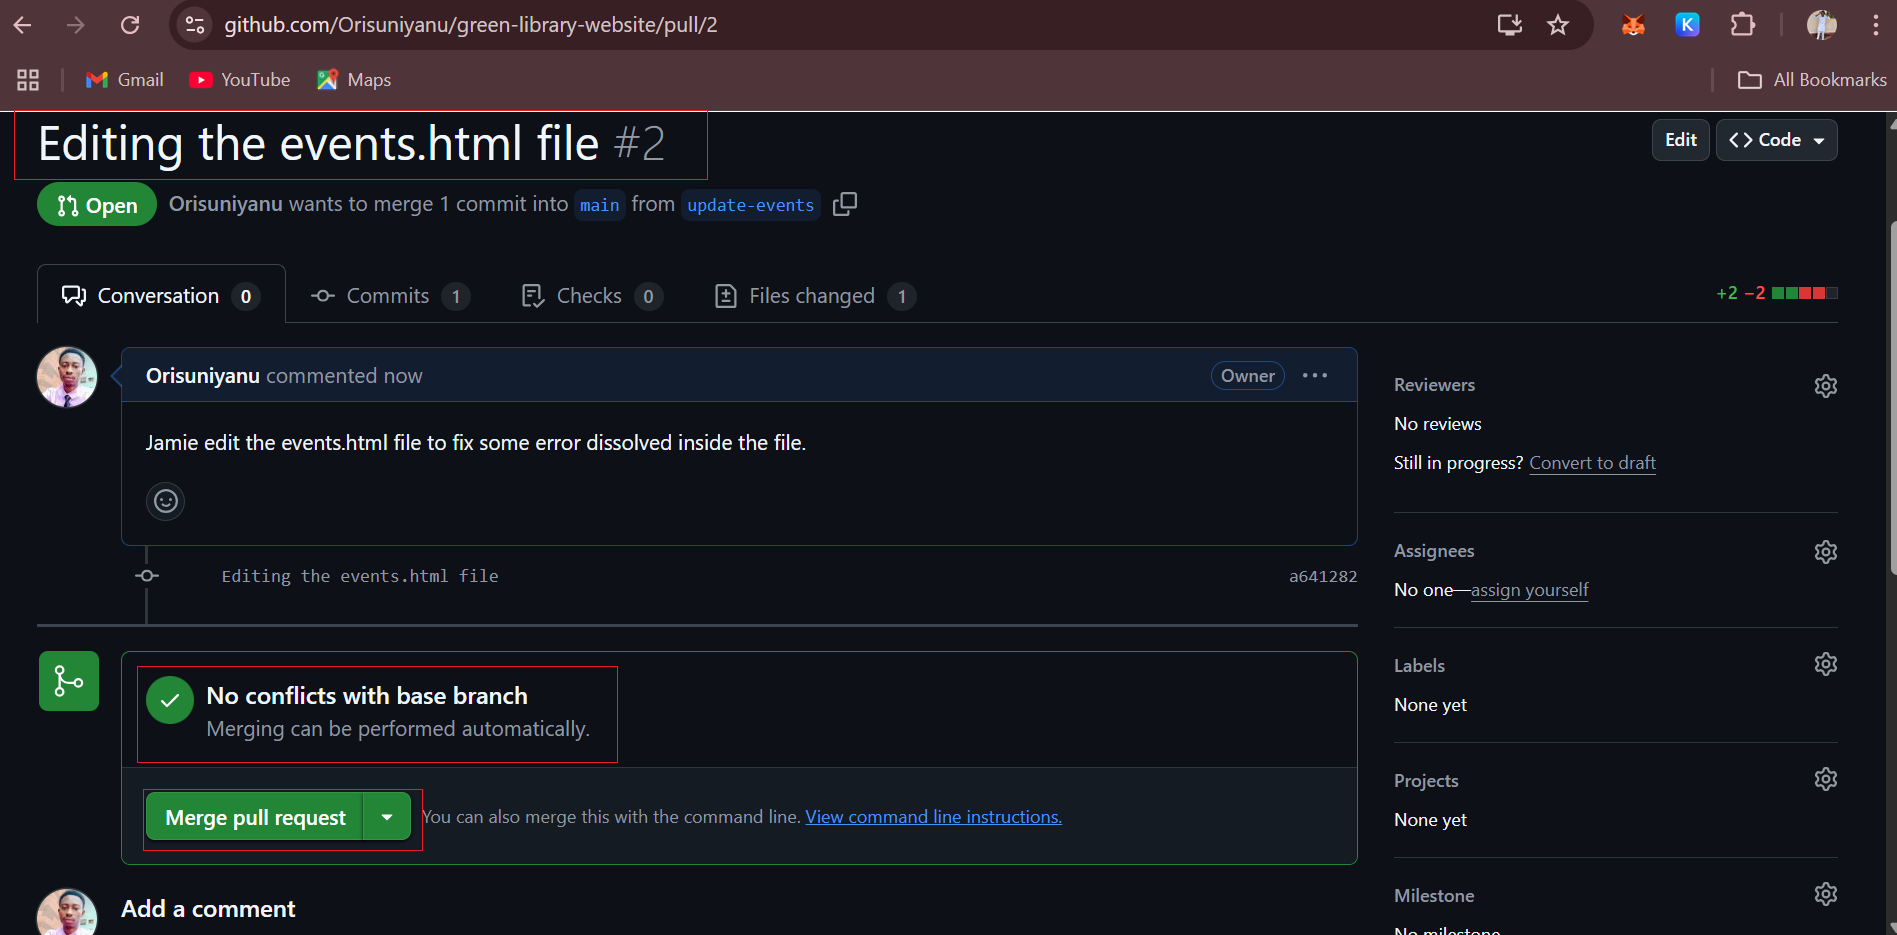 github.com/Orisuniyanu/green-library-website/pull/2
K
Gmail YouTube Maps All Bookmarks
Editing the events.html file #2
Edit <> Code
Open Orisuniyanu wants to merge 1 commit into main from update-events
Conversation 0 Commits 1 Checks 0 Files changed 1
+2 −2
Orisuniyanu commented now Owner
Jamie edit the events.html file to fix some error dissolved inside the file.
Editing the events.html file a641282
No conflicts with base branch
Merging can be performed automatically.
Merge pull request You can also merge this with the command line. View command line instructions.
Add a comment
Reviewers
No reviews
Still in progress? Convert to draft
Assignees
No one—assign yourself
Labels
None yet
Projects
None yet
Milestone
No milestone